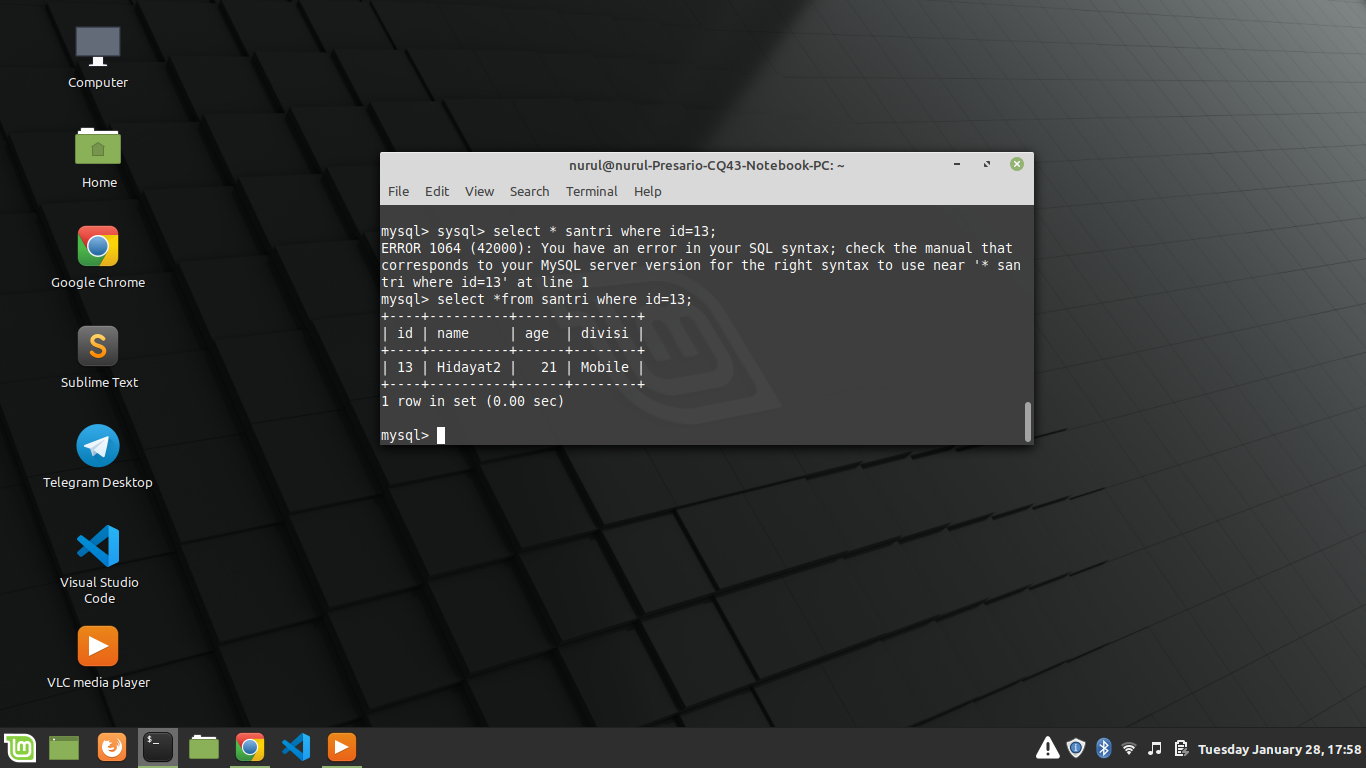 Computer
Home
Google Chrome
Sublime Text
Telegram Desktop
Visual Studio
Code
VLC media player
nurul@nurul-Presario-CQ43-Notebook-PC: ~
File Edit View Search Terminal Help
mysql> sysql> select * santri where id=13;
ERROR 1064 (42000): You have an error in your SQL syntax; check the manual that
corresponds to your MySQL server version for the right syntax to use near '* san
tri where id=13' at line 1
mysql> select *from santri where id=13;
+----+----------+------+--------+
| id | name     | age  | divisi |
+----+----------+------+--------+
| 13 | Hidayat2 |   21 | Mobile |
+----+----------+------+--------+
1 row in set (0.00 sec)
mysql>
Tuesday January 28, 17:58